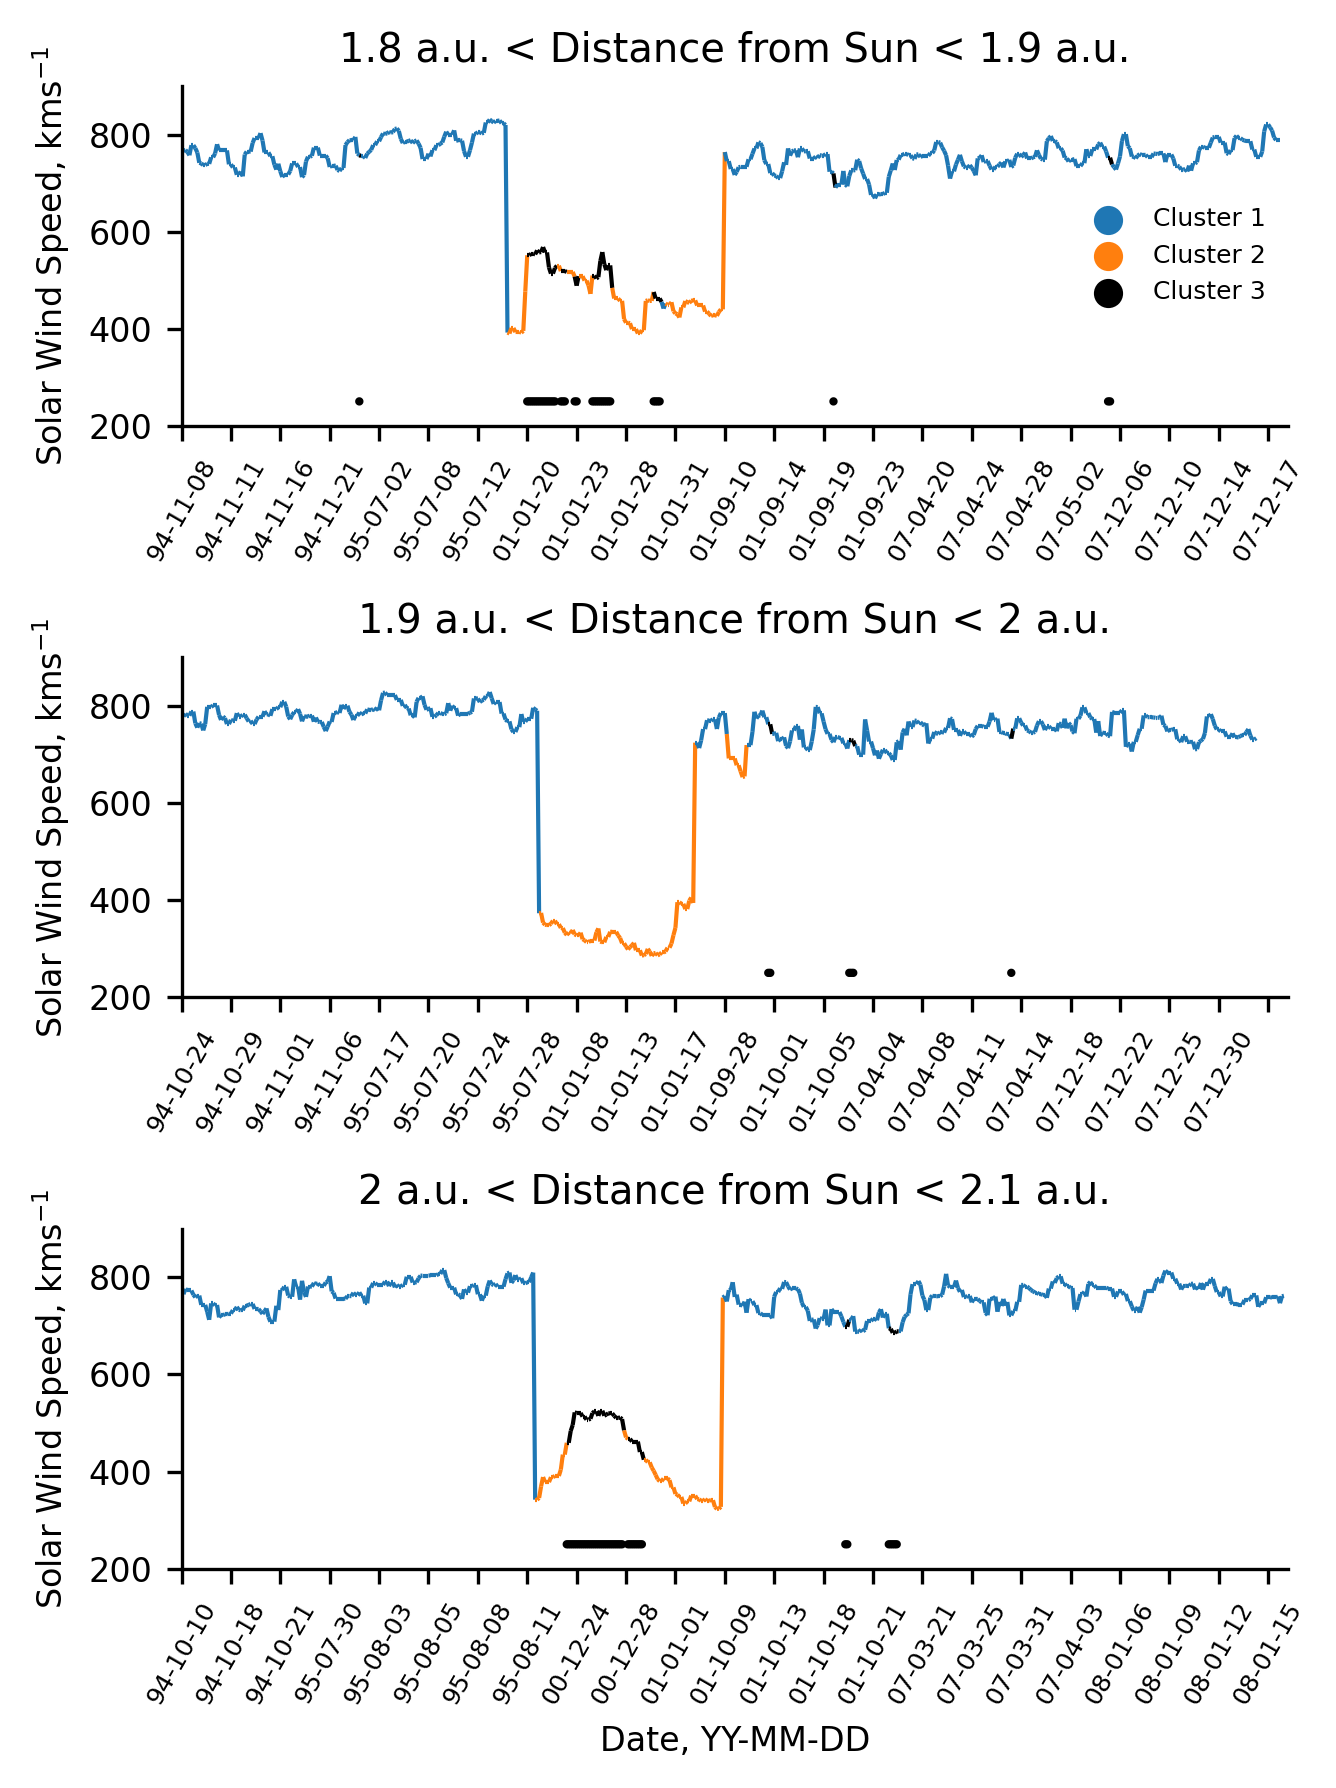 1.8 a.u. < Distance from Sun < 1.9 a.u.
Solar Wind Speed, kms⁻¹
800
600
400
200
Cluster 1
Cluster 2
Cluster 3
94-11-08 94-11-11 94-11-16 94-11-21 95-07-02 95-07-08 95-07-12 01-01-20 01-01-23 01-01-28 01-01-31 01-09-10 01-09-14 01-09-19 01-09-23 07-04-20 07-04-24 07-04-28 07-05-02 07-12-06 07-12-10 07-12-14 07-12-17
1.9 a.u. < Distance from Sun < 2 a.u.
Solar Wind Speed, kms⁻¹
800
600
400
200
94-10-24 94-10-29 94-11-01 94-11-06 95-07-17 95-07-20 95-07-24 95-07-28 01-01-08 01-01-13 01-01-17 01-09-28 01-10-01 01-10-05 07-04-04 07-04-08 07-04-11 07-04-14 07-12-18 07-12-22 07-12-25 07-12-30
2 a.u. < Distance from Sun < 2.1 a.u.
Solar Wind Speed, kms⁻¹
800
600
400
200
94-10-10 94-10-18 94-10-21 95-07-30 95-08-03 95-08-05 95-08-08 95-08-11 00-12-24 00-12-28 01-01-01 01-10-09 01-10-13 01-10-18 01-10-21 07-03-21 07-03-25 07-03-31 07-04-03 08-01-06 08-01-09 08-01-12 08-01-15
Date, YY-MM-DD